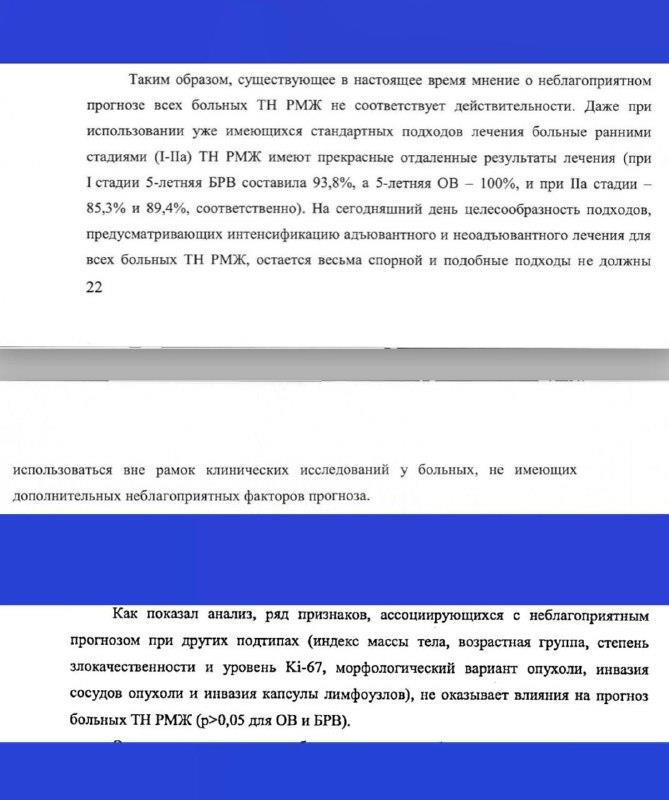 Таким образом, существующее в настоящее время мнение о неблагоприятном
прогнозе всех больных ТН РМЖ не соответствует действительности. Даже при
использовании уже имеющихся стандартных подходов лечения больные ранними
стадиями (I-IIа) ТН РМЖ имеют прекрасные отдаленные результаты лечения (при
I стадии 5-летняя БРВ составила 93,8%, а 5-летняя ОВ – 100%, и при IIа стадии –
85,3% и 89,4%, соответственно). На сегодняшний день целесообразность подходов,
предусматривающих интенсификацию адъювантного и неоадъювантного лечения для
всех больных ТН РМЖ, остается весьма спорной и подобные подходы не должны
22
использоваться вне рамок клинических исследований у больных, не имеющих
дополнительных неблагоприятных факторов прогноза.
Как показал анализ, ряд признаков, ассоциирующихся с неблагоприятным
прогнозом при других подтипах (индекс массы тела, возрастная группа, степень
злокачественности и уровень Ki-67, морфологический вариант опухоли, инвазия
сосудов опухоли и инвазия капсулы лимфоузлов), не оказывает влияния на прогноз
больных ТН РМЖ (р>0,05 для ОВ и БРВ).